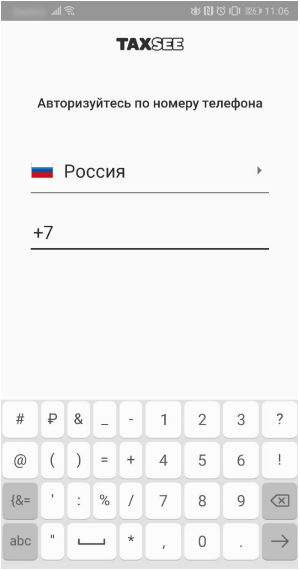 11:06
TAXSEE
Авторизуйтесь по номеру телефона
Россия
+7
# ₽ & _ - 1 2 3 ?
@ ( ) = + 4 5 6 !
{&= ' : % / 7 8 9
abc " * , 0 .